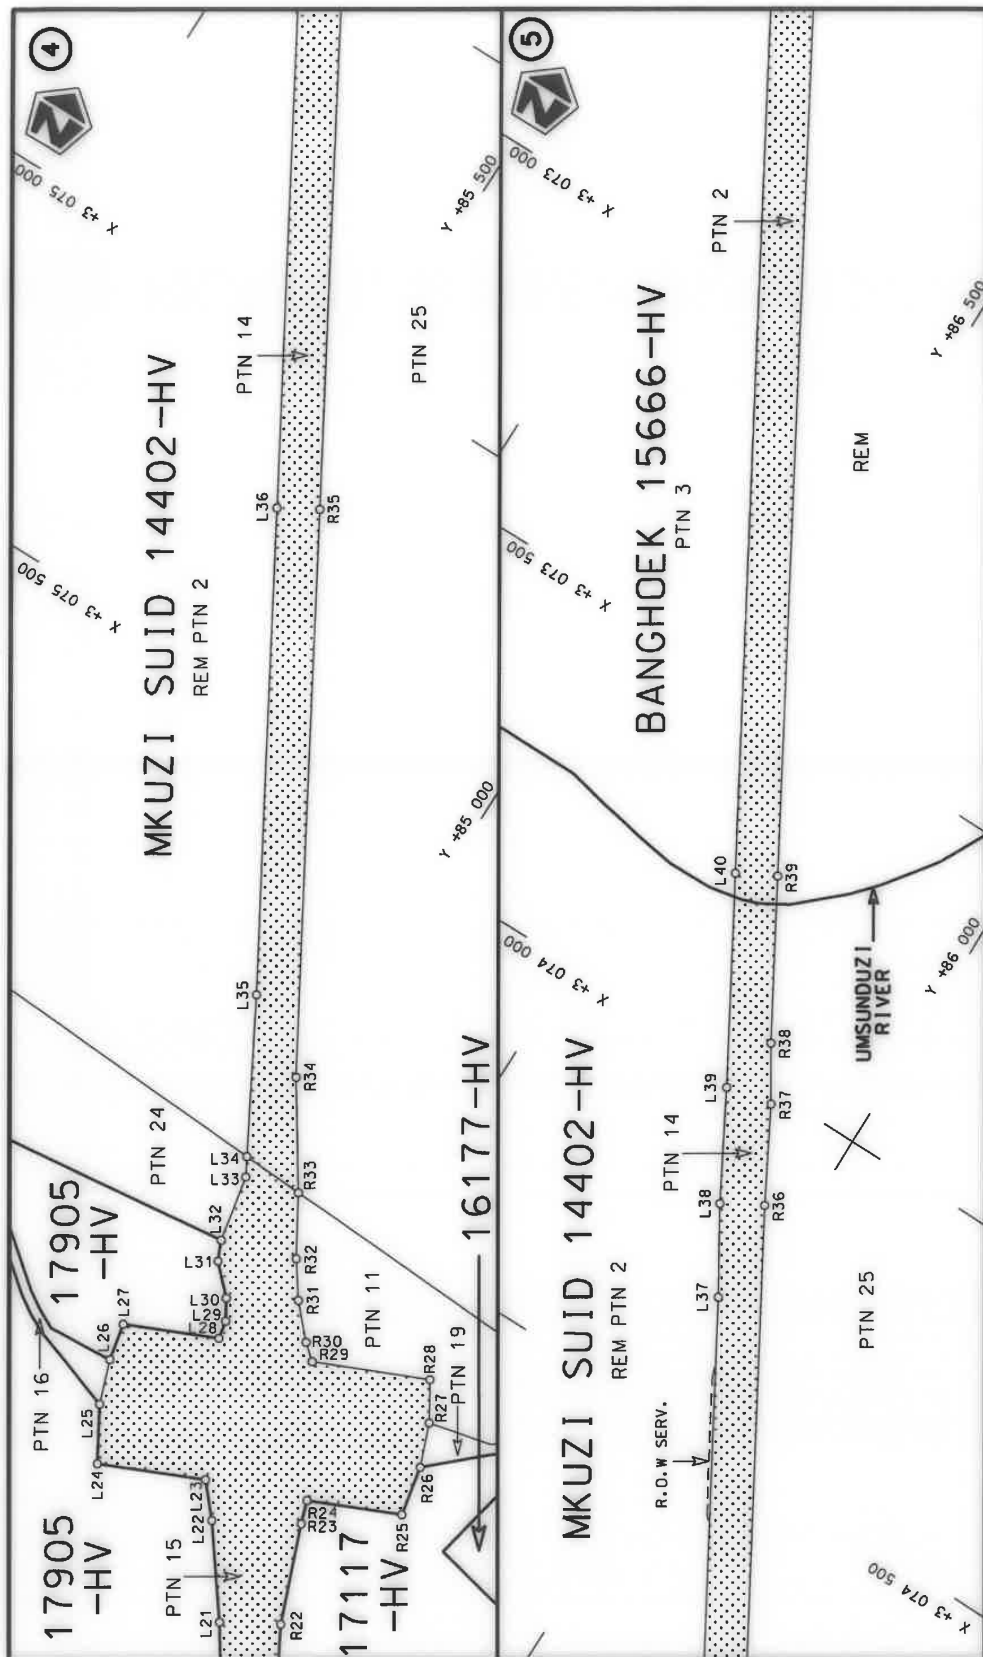 4
N
X +3 075 000
Y +85 500
PTN 14
PTN 25
MKUZI SUID 14402-HV
REM PTN 2
X +3 075 500
L36
R35
Y +85 000
L35
R34
PTN 24
L34
L33
R33
L32
R32
L31
R31
L30
L29
L28
R30
R29
PTN 11
17905
-HV
L27
L26
PTN 16
L25
L24
R28
R27
PTN 19
R26
16177-HV
L23
L22
R24
R23
R25
17905
-HV
PTN 15
L21
R22
17117
-HV
5
N
X +3 073 000
PTN 2
Y +86 500
BANGHOEK 15666-HV
PTN 3
REM
X +3 073 500
L40
R39
UMSUNDUZI
RIVER
X +3 074 000
Y +86 000
L39
R38
R37
PTN 14
L38
R36
L37
MKUZI SUID 14402-HV
REM PTN 2
PTN 25
R.O.W SERV.
X +3 074 500